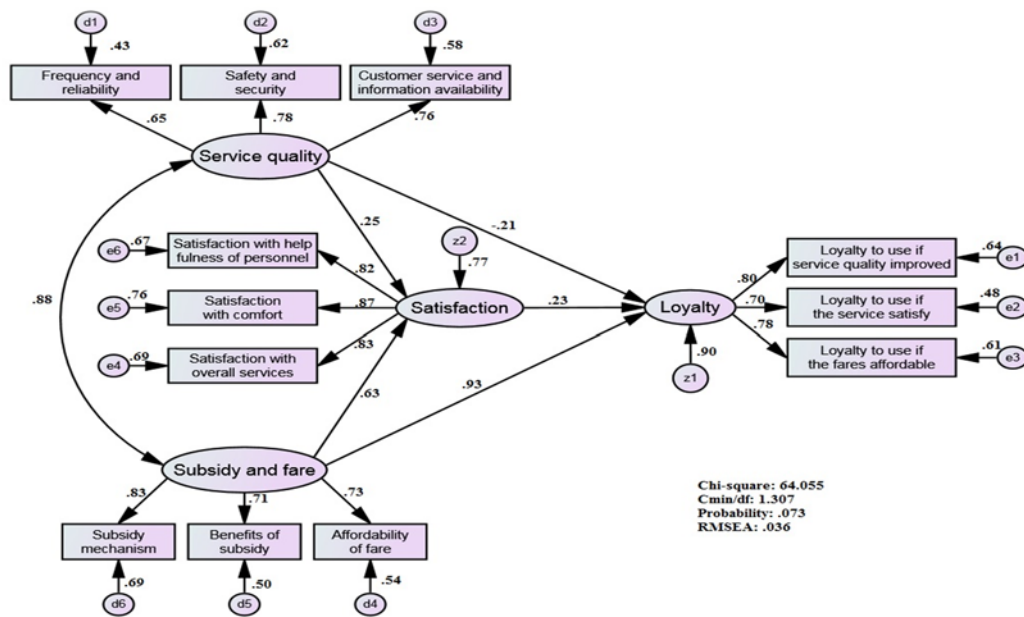 d1
d2
d3
.43
.62
.58
Frequency and
reliability
Safety and
security
Customer service and
information availability
.65
.78
.76
Service quality
.25
-.21
e6
.67
Satisfaction with help
fulness of personnel
.82
z2
.77
Loyalty to use if
service quality improved
.64
e1
.80
.88
e5
.76
Satisfaction
with comfort
.87
Satisfaction
.23
Loyalty
.70
Loyalty to use if
the service satisfy
.48
e2
e4
.69
Satisfaction with
overall services
.83
.78
Loyalty to use if
the fares affordable
.61
e3
.90
z1
.63
.93
Subsidy and fare
.83
.71
.73
Subsidy
mechanism
Benefits of
subsidy
Affordability
of fare
.69
.50
.54
d6
d5
d4
Chi-square: 64.055
Cmin/df: 1.307
Probability: .073
RMSEA: .036